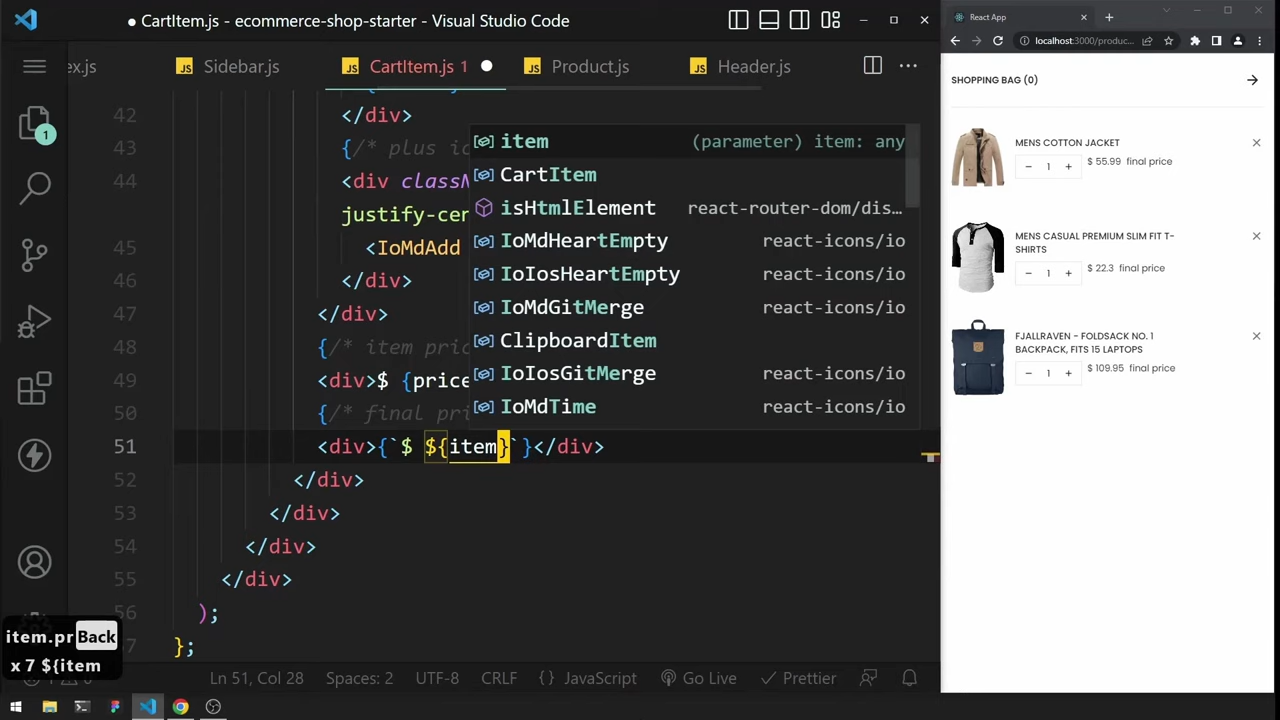 CartItem.js - ecommerce-shop-starter - Visual Studio Code
ex.js
JS Sidebar.js
JS CartItem.js 1
JS Product.js
JS Header.js
42 </div>
43 {/* plus ic
44 <div classN
justify-cer
45 <IoMdAdd
46 </div>
47 </div>
48 {/* item pric
49 <div>$ {price
50 {/* final pri
51 <div>{`$ ${item}`}</div>
52 </div>
53 </div>
54 </div>
55 </div>
56 );
};
item (parameter) item: any
CartItem
isHtmlElement react-router-dom/dis…
IoMdHeartEmpty react-icons/io
IoIosHeartEmpty react-icons/io
IoMdGitMerge react-icons/io
ClipboardItem
IoIosGitMerge react-icons/io
IoMdTime react-icons/io
1
item.pr Back
x 7 ${item
Ln 51, Col 28
Spaces: 2
UTF-8
CRLF
{} JavaScript
Go Live
Prettier
React App
localhost:3000/produc...
SHOPPING BAG (0)
MENS COTTON JACKET
1
$ 55.99 final price
MENS CASUAL PREMIUM SLIM FIT T-
SHIRTS
1
$ 22.3 final price
FJALLRAVEN - FOLDSACK NO. 1
BACKPACK, FITS 15 LAPTOPS
1
$ 109.95 final price